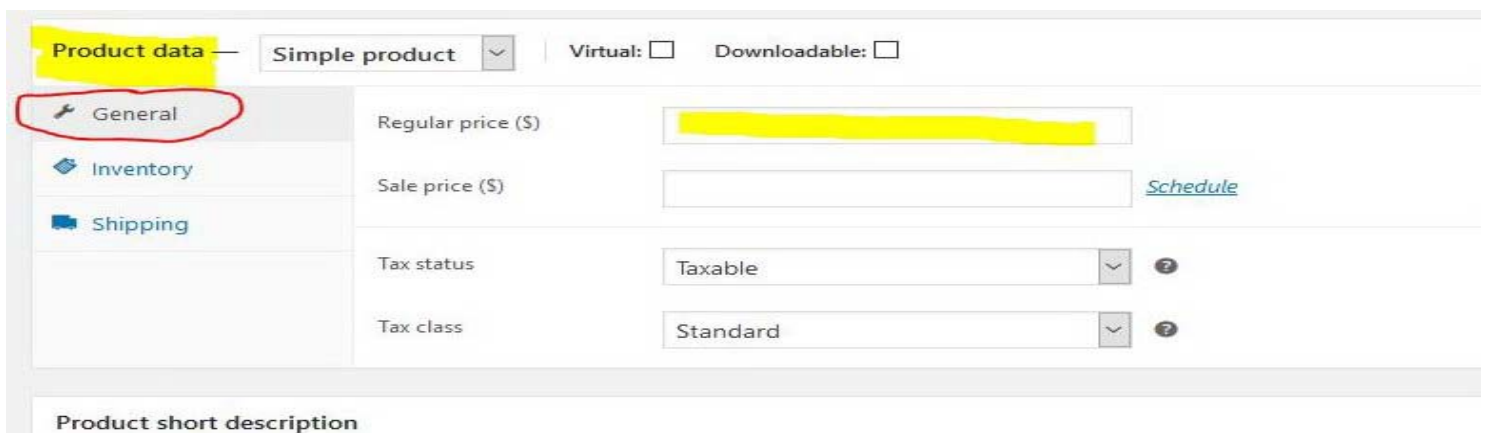 Product data — Simple product Virtual: Downloadable:
General
Regular price ($)
Inventory
Sale price ($) Schedule
Shipping
Tax status Taxable
Tax class Standard
Product short description